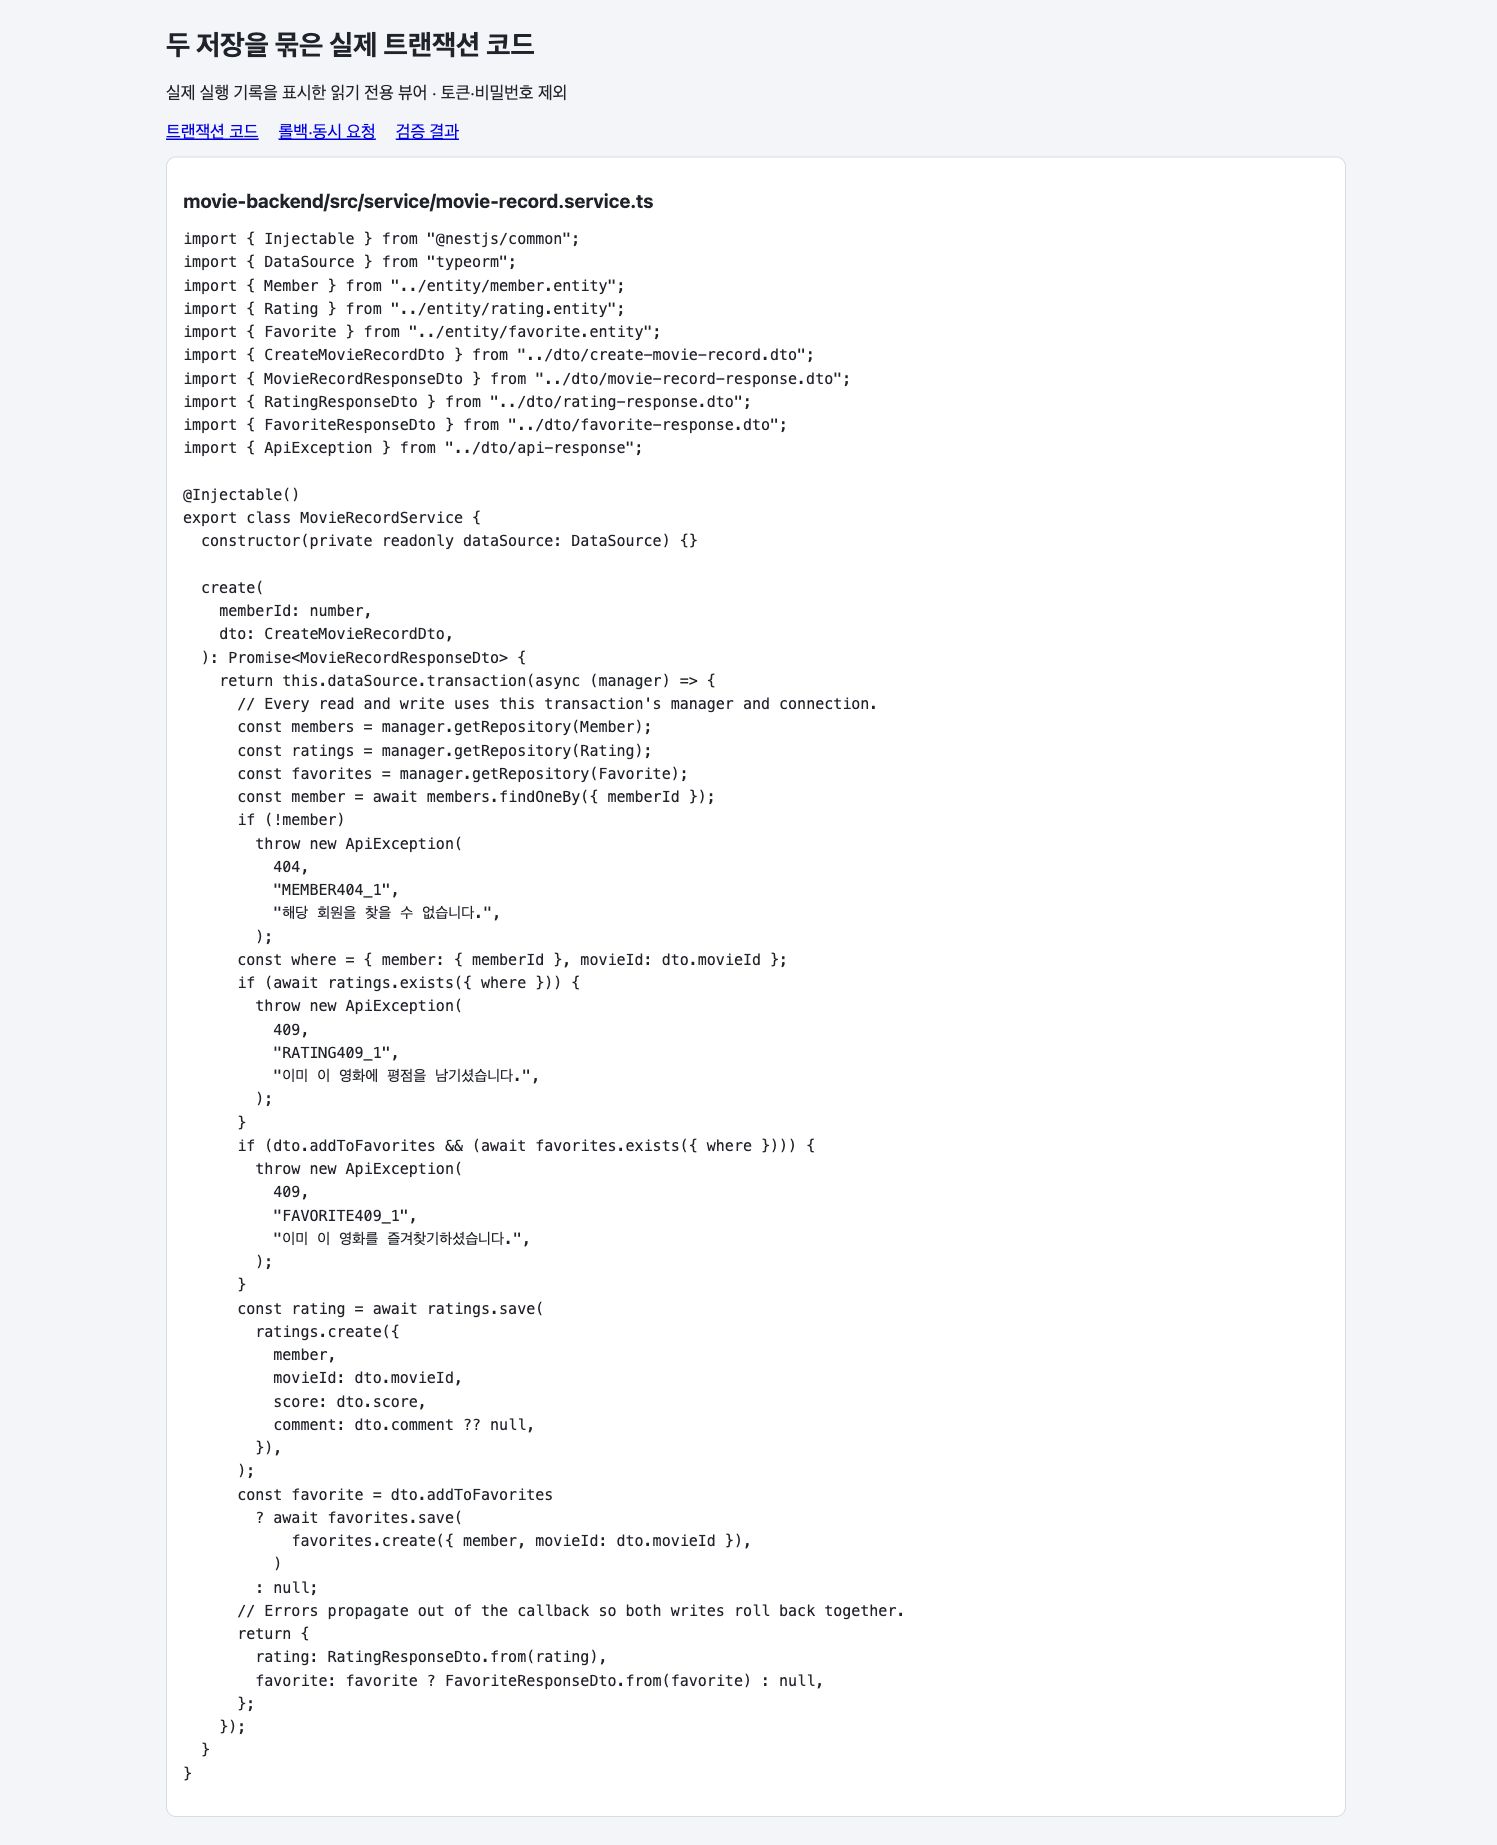 두 저장을 묶은 실제 트랜잭션 코드
실제 실행 기록을 표시한 읽기 전용 뷰어 · 토큰·비밀번호 제외
트랜잭션 코드 롤백·동시 요청 검증 결과
movie-backend/src/service/movie-record.service.ts
import { Injectable } from "@nestjs/common";
import { DataSource } from "typeorm";
import { Member } from "../entity/member.entity";
import { Rating } from "../entity/rating.entity";
import { Favorite } from "../entity/favorite.entity";
import { CreateMovieRecordDto } from "../dto/create-movie-record.dto";
import { MovieRecordResponseDto } from "../dto/movie-record-response.dto";
import { RatingResponseDto } from "../dto/rating-response.dto";
import { FavoriteResponseDto } from "../dto/favorite-response.dto";
import { ApiException } from "../dto/api-response";

@Injectable()
export class MovieRecordService {
  constructor(private readonly dataSource: DataSource) {}

  create(
    memberId: number,
    dto: CreateMovieRecordDto,
  ): Promise<MovieRecordResponseDto> {
    return this.dataSource.transaction(async (manager) => {
      // Every read and write uses this transaction's manager and connection.
      const members = manager.getRepository(Member);
      const ratings = manager.getRepository(Rating);
      const favorites = manager.getRepository(Favorite);
      const member = await members.findOneBy({ memberId });
      if (!member)
        throw new ApiException(
          404,
          "MEMBER404_1",
          "해당 회원을 찾을 수 없습니다.",
        );
      const where = { member: { memberId }, movieId: dto.movieId };
      if (await ratings.exists({ where })) {
        throw new ApiException(
          409,
          "RATING409_1",
          "이미 이 영화에 평점을 남기셨습니다.",
        );
      }
      if (dto.addToFavorites && (await favorites.exists({ where }))) {
        throw new ApiException(
          409,
          "FAVORITE409_1",
          "이미 이 영화를 즐겨찾기하셨습니다.",
        );
      }
      const rating = await ratings.save(
        ratings.create({
          member,
          movieId: dto.movieId,
          score: dto.score,
          comment: dto.comment ?? null,
        }),
      );
      const favorite = dto.addToFavorites
        ? await favorites.save(
            favorites.create({ member, movieId: dto.movieId }),
          )
        : null;
      // Errors propagate out of the callback so both writes roll back together.
      return {
        rating: RatingResponseDto.from(rating),
        favorite: favorite ? FavoriteResponseDto.from(favorite) : null,
      };
    });
  }
}